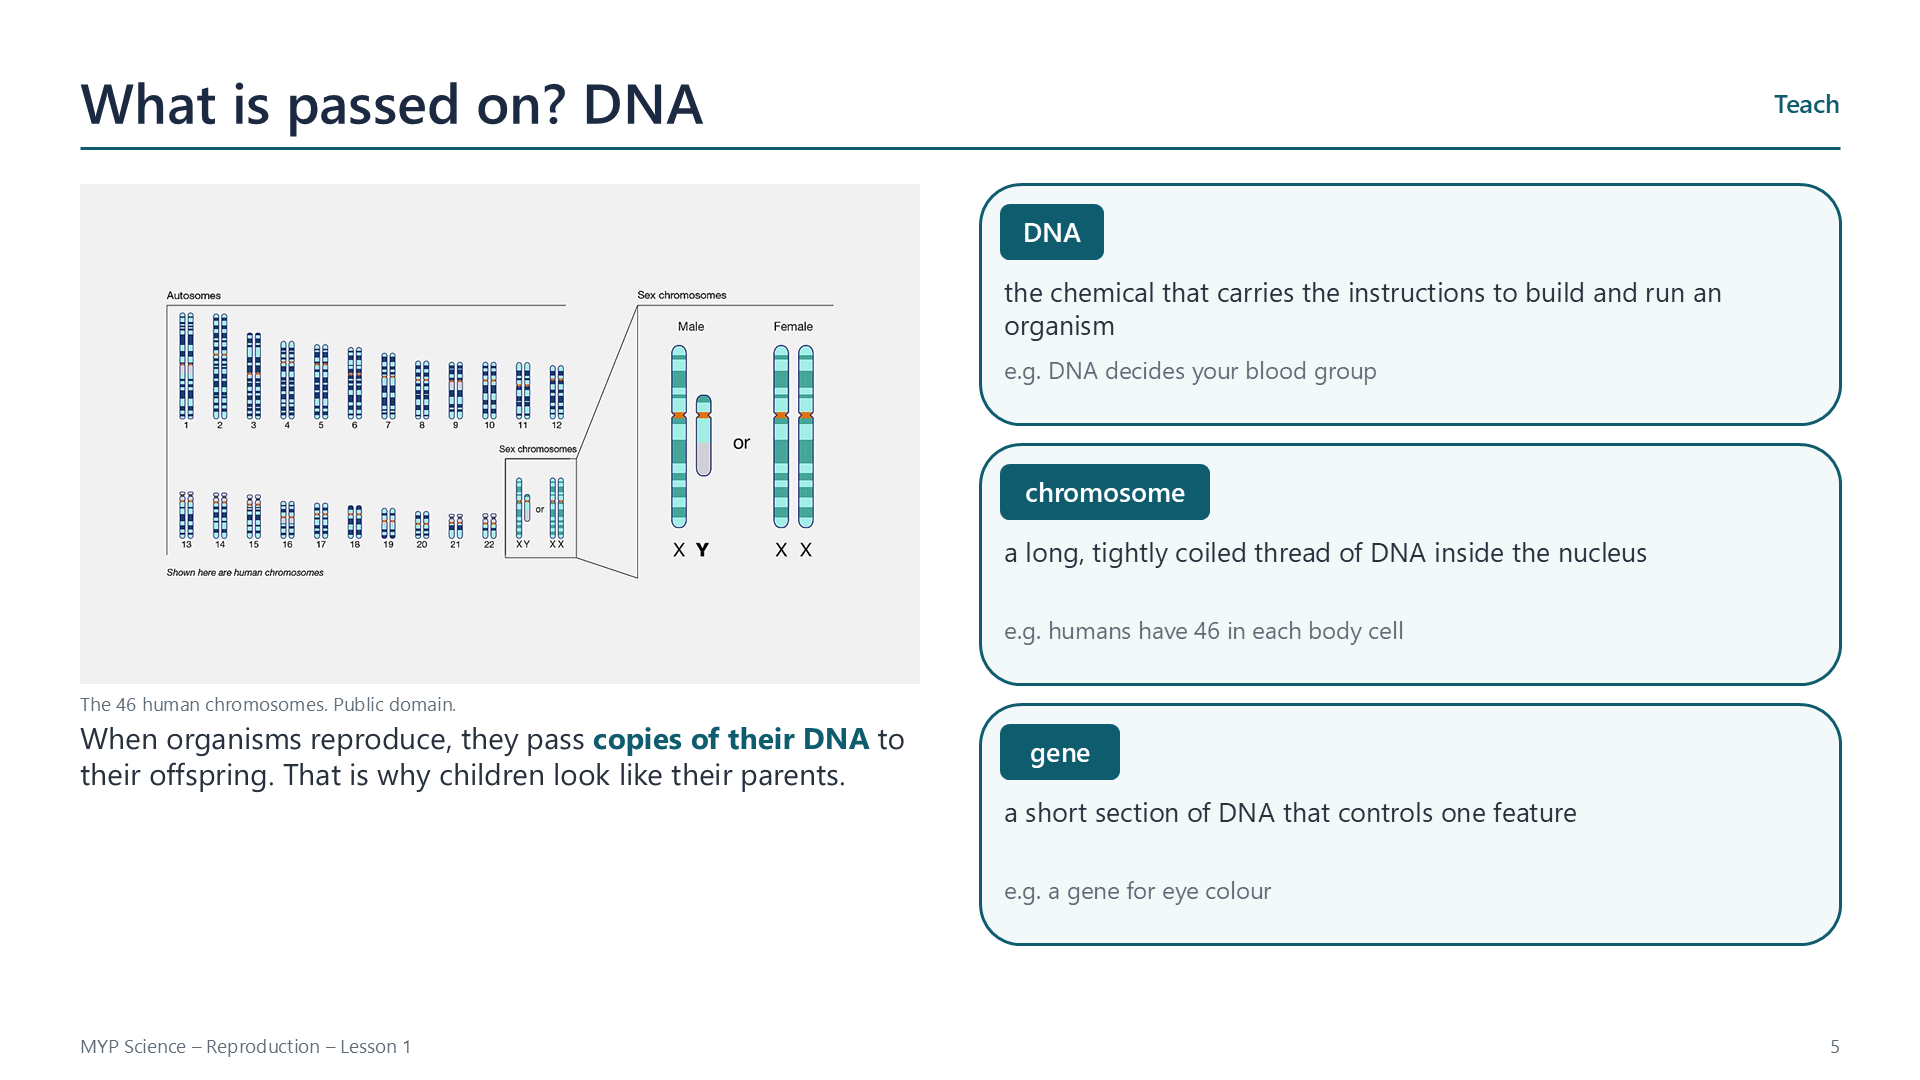 What is passed on? DNA
Teach
Autosomes
1 2 3 4 5 6 7 8 9 10 11 12
Sex chromosomes
13 14 15 16 17 18 19 20 21 22
X Y or X X
Shown here are human chromosomes
Sex chromosomes
Male Female
or
X Y X X
The 46 human chromosomes. Public domain.
When organisms reproduce, they pass copies of their DNA to
their offspring. That is why children look like their parents.
DNA
the chemical that carries the instructions to build and run an
organism
e.g. DNA decides your blood group
chromosome
a long, tightly coiled thread of DNA inside the nucleus
e.g. humans have 46 in each body cell
gene
a short section of DNA that controls one feature
e.g. a gene for eye colour
MYP Science – Reproduction – Lesson 1
5